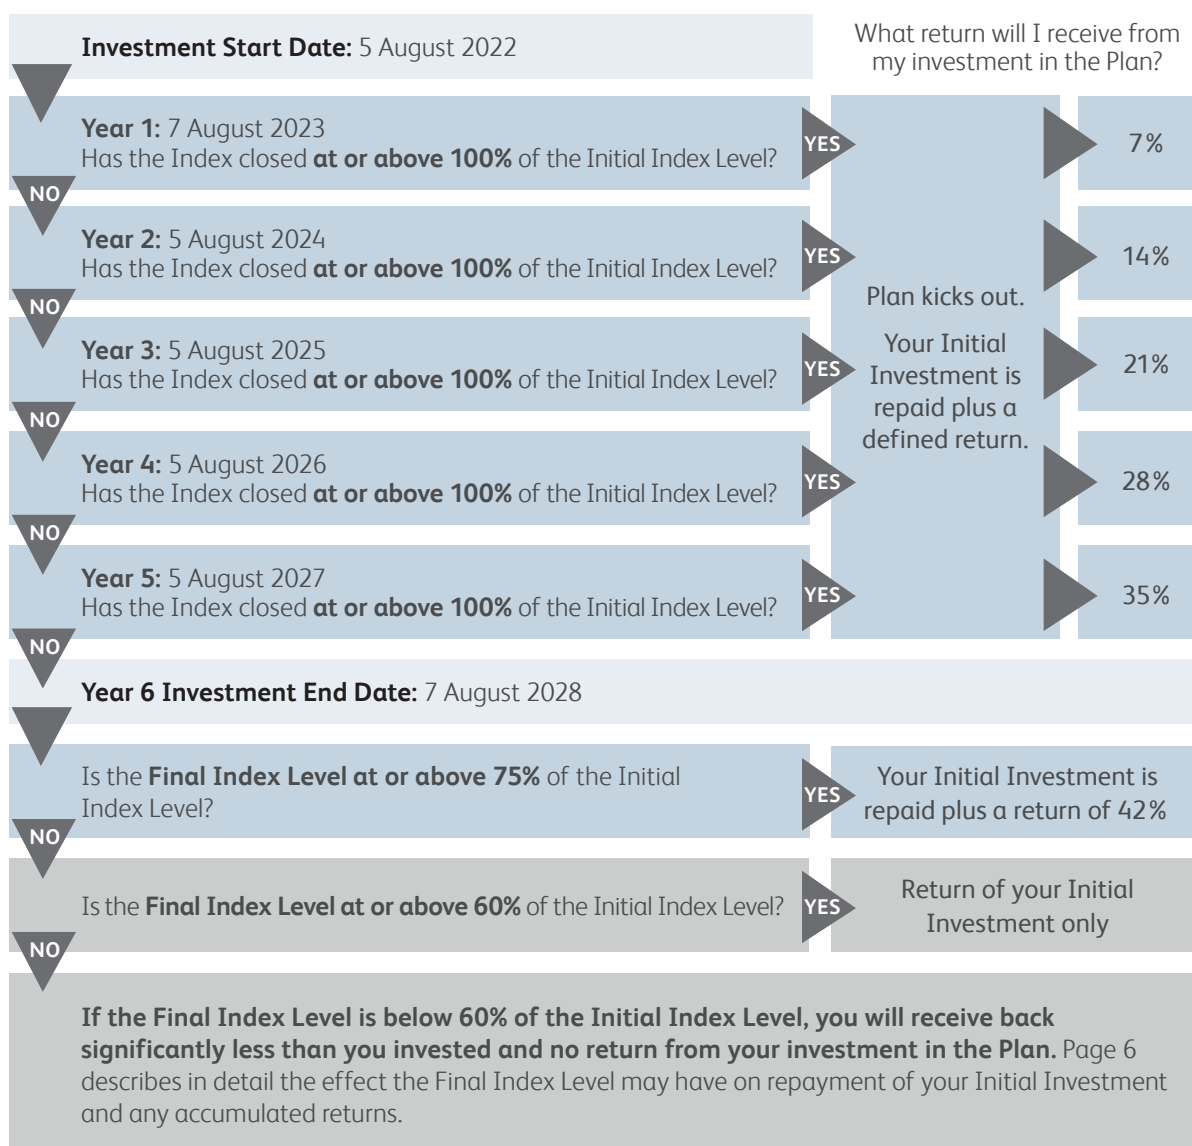 Investment Start Date: 5 August 2022
What return will I receive from
my investment in the Plan?
Year 1: 7 August 2023
Has the Index closed at or above 100% of the Initial Index Level?
YES
7%
NO
Year 2: 5 August 2024
Has the Index closed at or above 100% of the Initial Index Level?
YES
14%
NO
Plan kicks out.
Your Initial
Investment is
repaid plus a
defined return.
Year 3: 5 August 2025
Has the Index closed at or above 100% of the Initial Index Level?
YES
21%
NO
Year 4: 5 August 2026
Has the Index closed at or above 100% of the Initial Index Level?
YES
28%
NO
Year 5: 5 August 2027
Has the Index closed at or above 100% of the Initial Index Level?
YES
35%
NO
Year 6 Investment End Date: 7 August 2028
Is the Final Index Level at or above 75% of the Initial
Index Level?
YES
Your Initial Investment is
repaid plus a return of 42%
NO
Is the Final Index Level at or above 60% of the Initial Index Level?
YES
Return of your Initial
Investment only
NO
If the Final Index Level is below 60% of the Initial Index Level, you will receive back
significantly less than you invested and no return from your investment in the Plan. Page 6
describes in detail the effect the Final Index Level may have on repayment of your Initial Investment
and any accumulated returns.